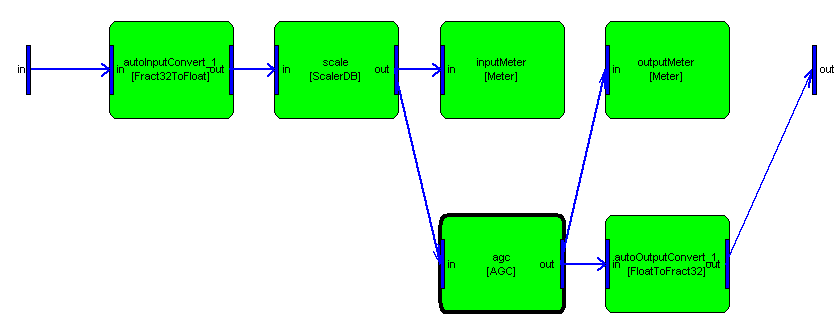 in
autoInputConvert_1
in out
[Fract32ToFloat]
scale
in out
[ScalerDB]
inputMeter
in
[Meter]
outputMeter
in
[Meter]
out
agc
in out
[AGC]
autoOutputConvert_1
in out
[FloatToFract32]